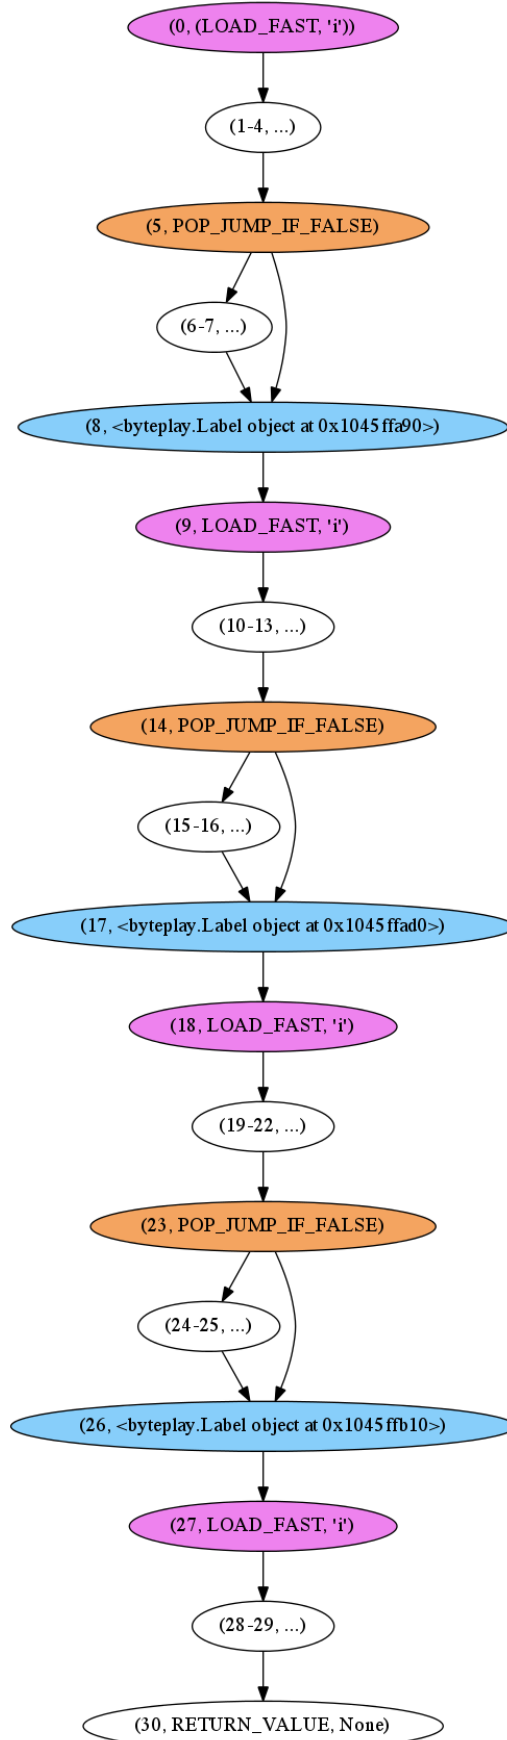 (0, (LOAD_FAST, 'i'))
(1-4, ...)
(5, POP_JUMP_IF_FALSE)
(6-7, ...)
(8, <byteplay.Label object at 0x1045ffa90>)
(9, LOAD_FAST, 'i')
(10-13, ...)
(14, POP_JUMP_IF_FALSE)
(15-16, ...)
(17, <byteplay.Label object at 0x1045ffad0>)
(18, LOAD_FAST, 'i')
(19-22, ...)
(23, POP_JUMP_IF_FALSE)
(24-25, ...)
(26, <byteplay.Label object at 0x1045ffb10>)
(27, LOAD_FAST, 'i')
(28-29, ...)
(30, RETURN_VALUE, None)